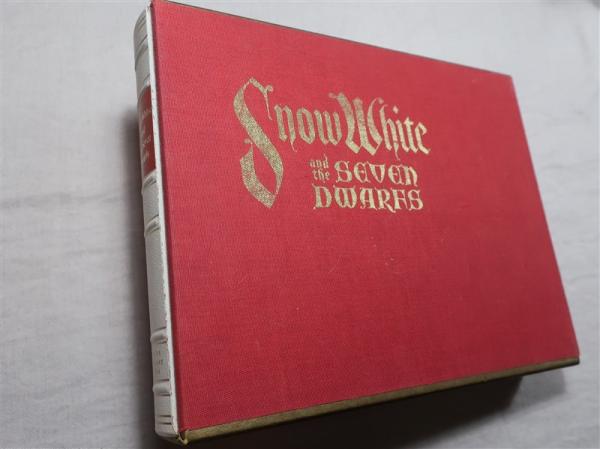 Snow White
and the SEVEN
DWARFS